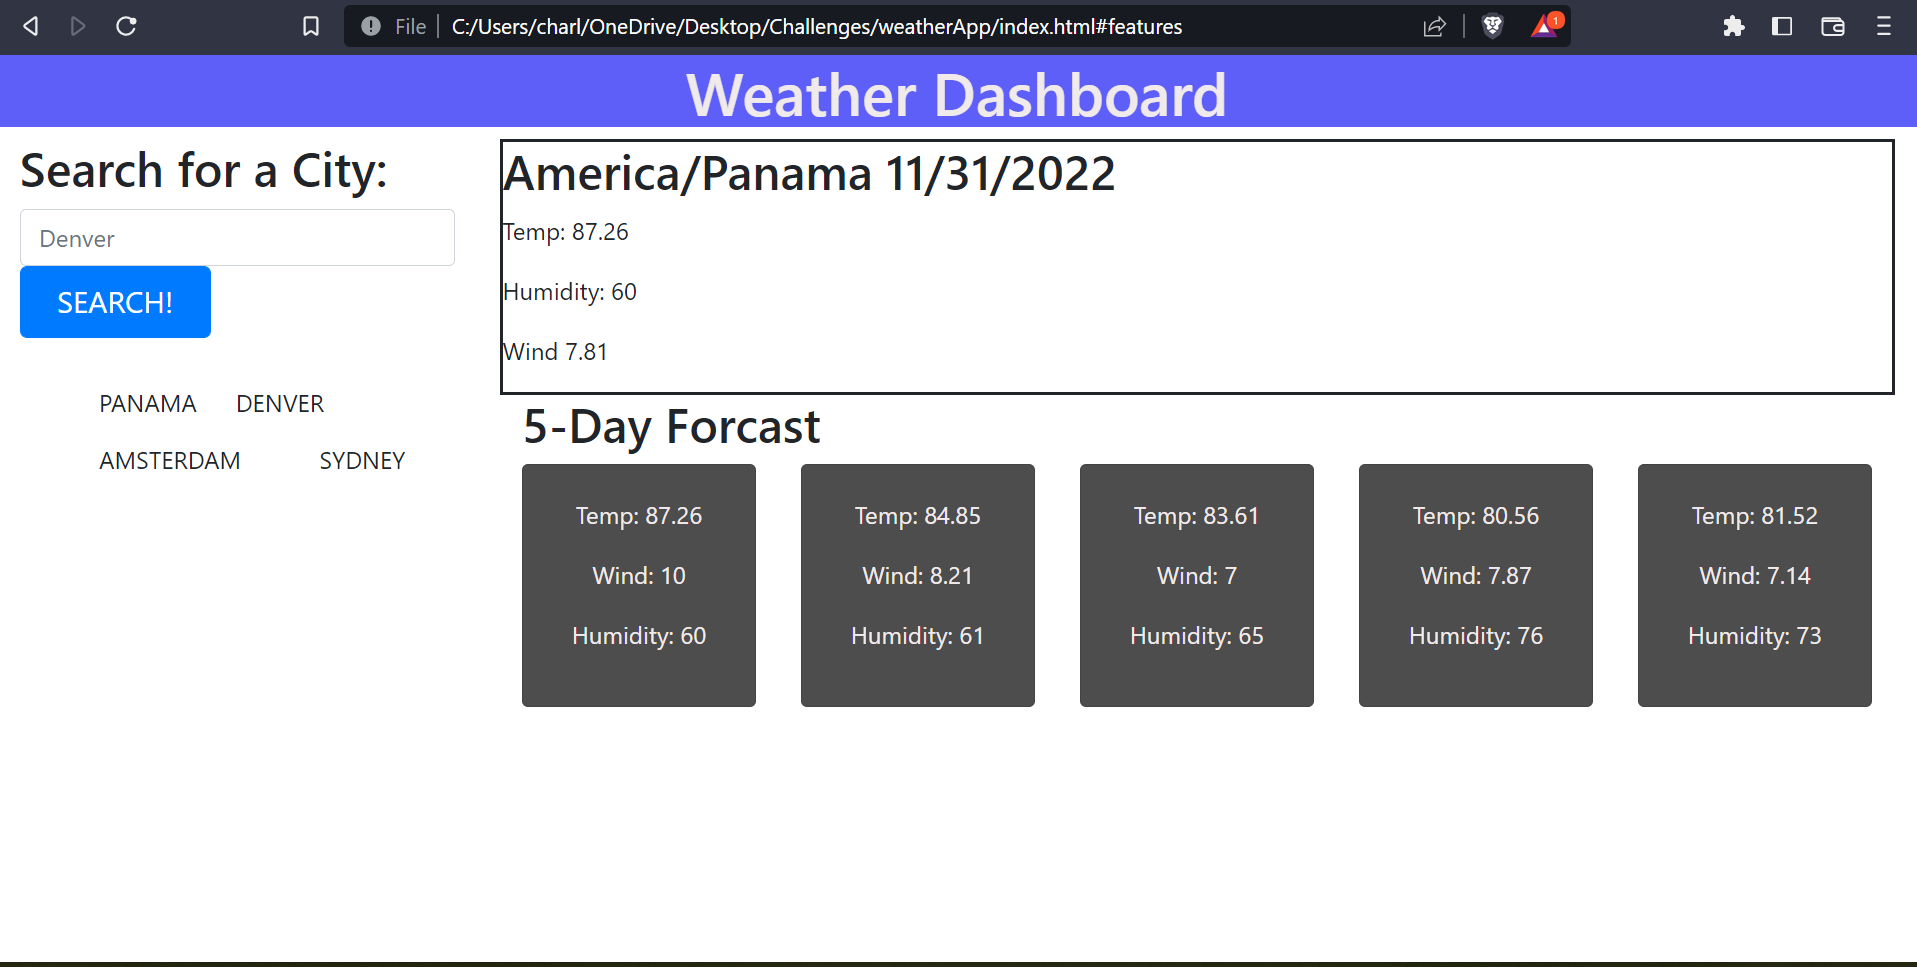 File C:/Users/charl/OneDrive/Desktop/Challenges/weatherApp/index.html#features 1
Weather Dashboard
Search for a City:
Denver
SEARCH!
PANAMA DENVER
AMSTERDAM SYDNEY
America/Panama 11/31/2022
Temp: 87.26
Humidity: 60
Wind 7.81
5-Day Forcast
Temp: 87.26
Wind: 10
Humidity: 60
Temp: 84.85
Wind: 8.21
Humidity: 61
Temp: 83.61
Wind: 7
Humidity: 65
Temp: 80.56
Wind: 7.87
Humidity: 76
Temp: 81.52
Wind: 7.14
Humidity: 73